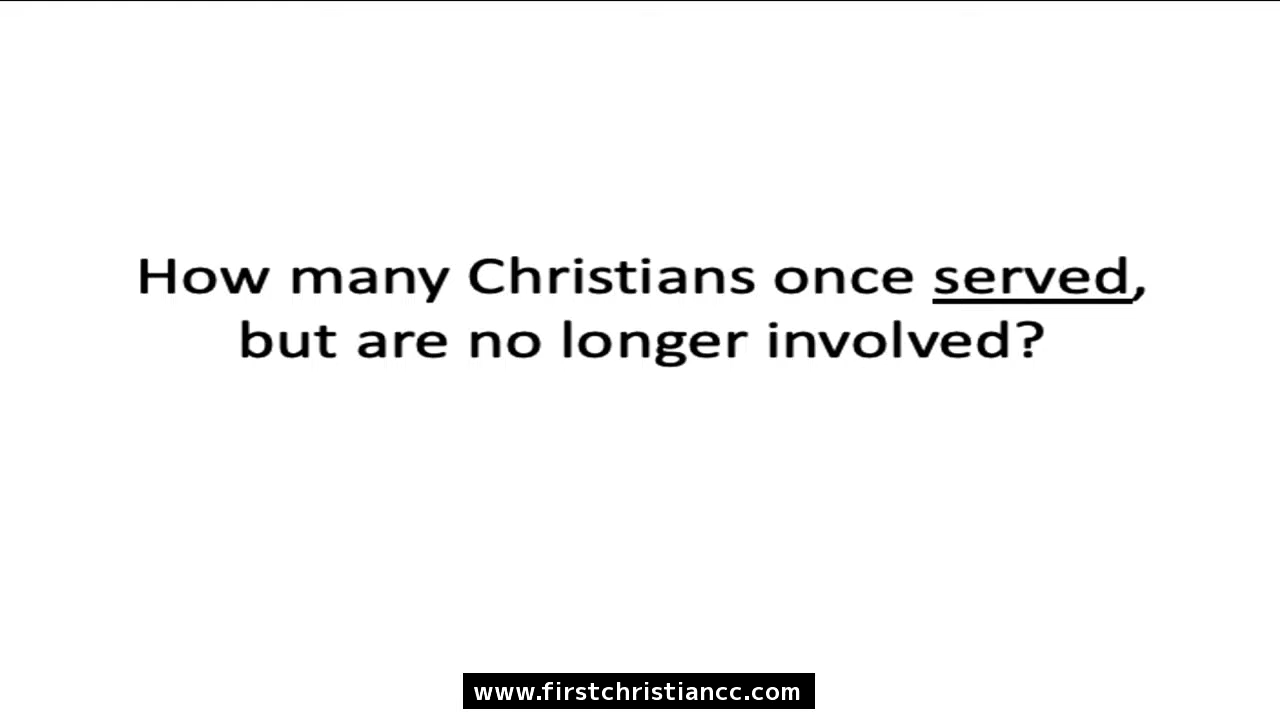 How many Christians once served,
but are no longer involved?
www.firstchristiancc.com